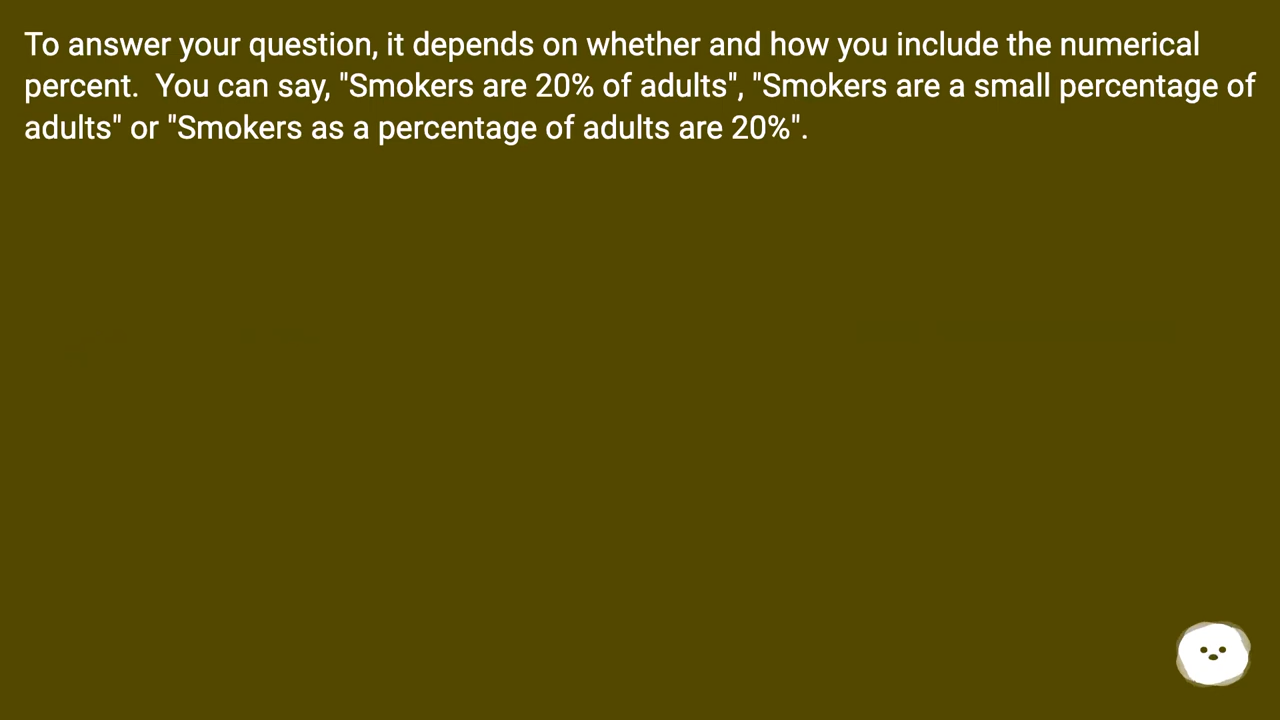 To answer your question, it depends on whether and how you include the numerical
percent.  You can say, "Smokers are 20% of adults", "Smokers are a small percentage of
adults" or "Smokers as a percentage of adults are 20%".